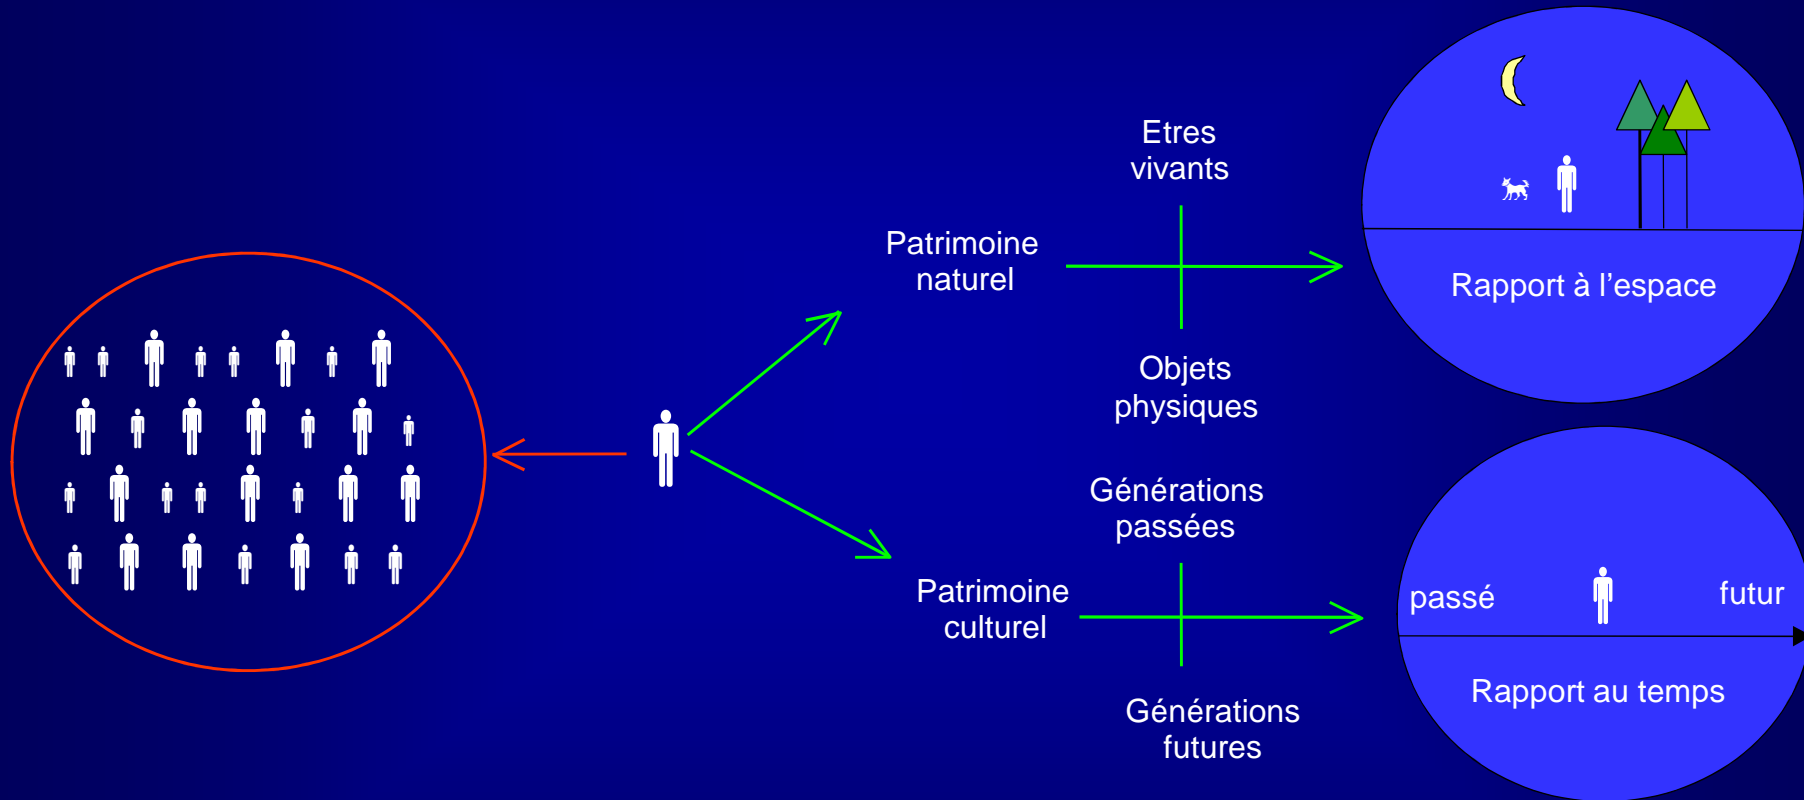 Etres
vivants
Patrimoine
naturel
Rapport à l'espace
Objets
physiques
Générations
passées
Patrimoine
culturel
passé
futur
Rapport au temps
Générations
futures